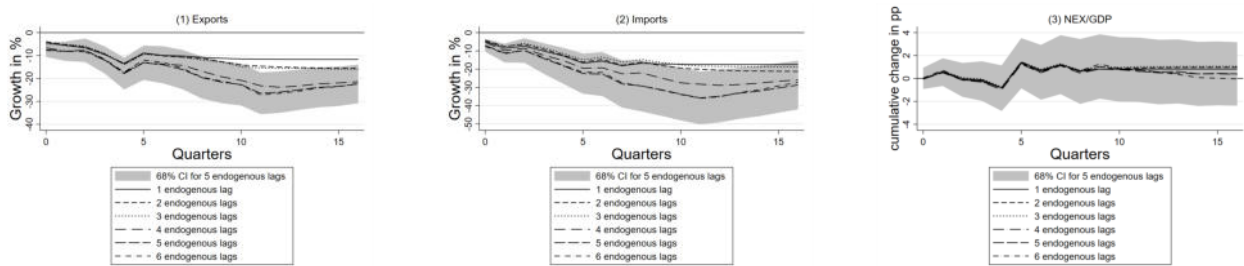 (1) Exports
Growth in %
0
-10
-20
-30
-40
0 5 10 15
Quarters
68% CI for 5 endogenous lags
1 endogenous lag
2 endogenous lags
3 endogenous lags
4 endogenous lags
5 endogenous lags
6 endogenous lags
(2) Imports
Growth in %
0
-10
-20
-30
-40
-50
0 5 10 15
Quarters
68% CI for 5 endogenous lags
1 endogenous lag
2 endogenous lags
3 endogenous lags
4 endogenous lags
5 endogenous lags
6 endogenous lags
(3) NEX/GDP
cumulative change in pp
4
2
0
-2
-4
0 5 10 15
Quarters
68% CI for 5 endogenous lags
1 endogenous lag
2 endogenous lags
3 endogenous lags
4 endogenous lags
5 endogenous lags
6 endogenous lags